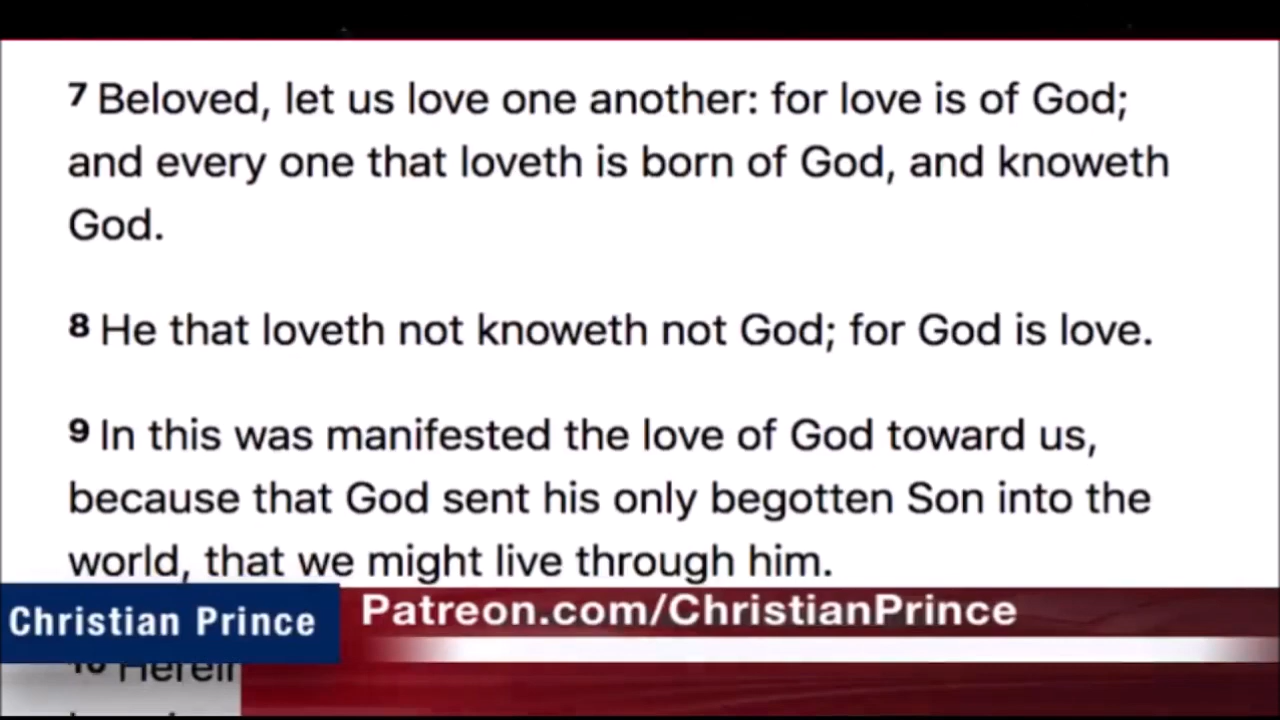 7 Beloved, let us love one another: for love is of God;
and every one that loveth is born of God, and knoweth
God.
8 He that loveth not knoweth not God; for God is love.
9 In this was manifested the love of God toward us,
because that God sent his only begotten Son into the
world, that we might live through him.
Christian Prince
Patreon.com/ChristianPrince
10 Herein